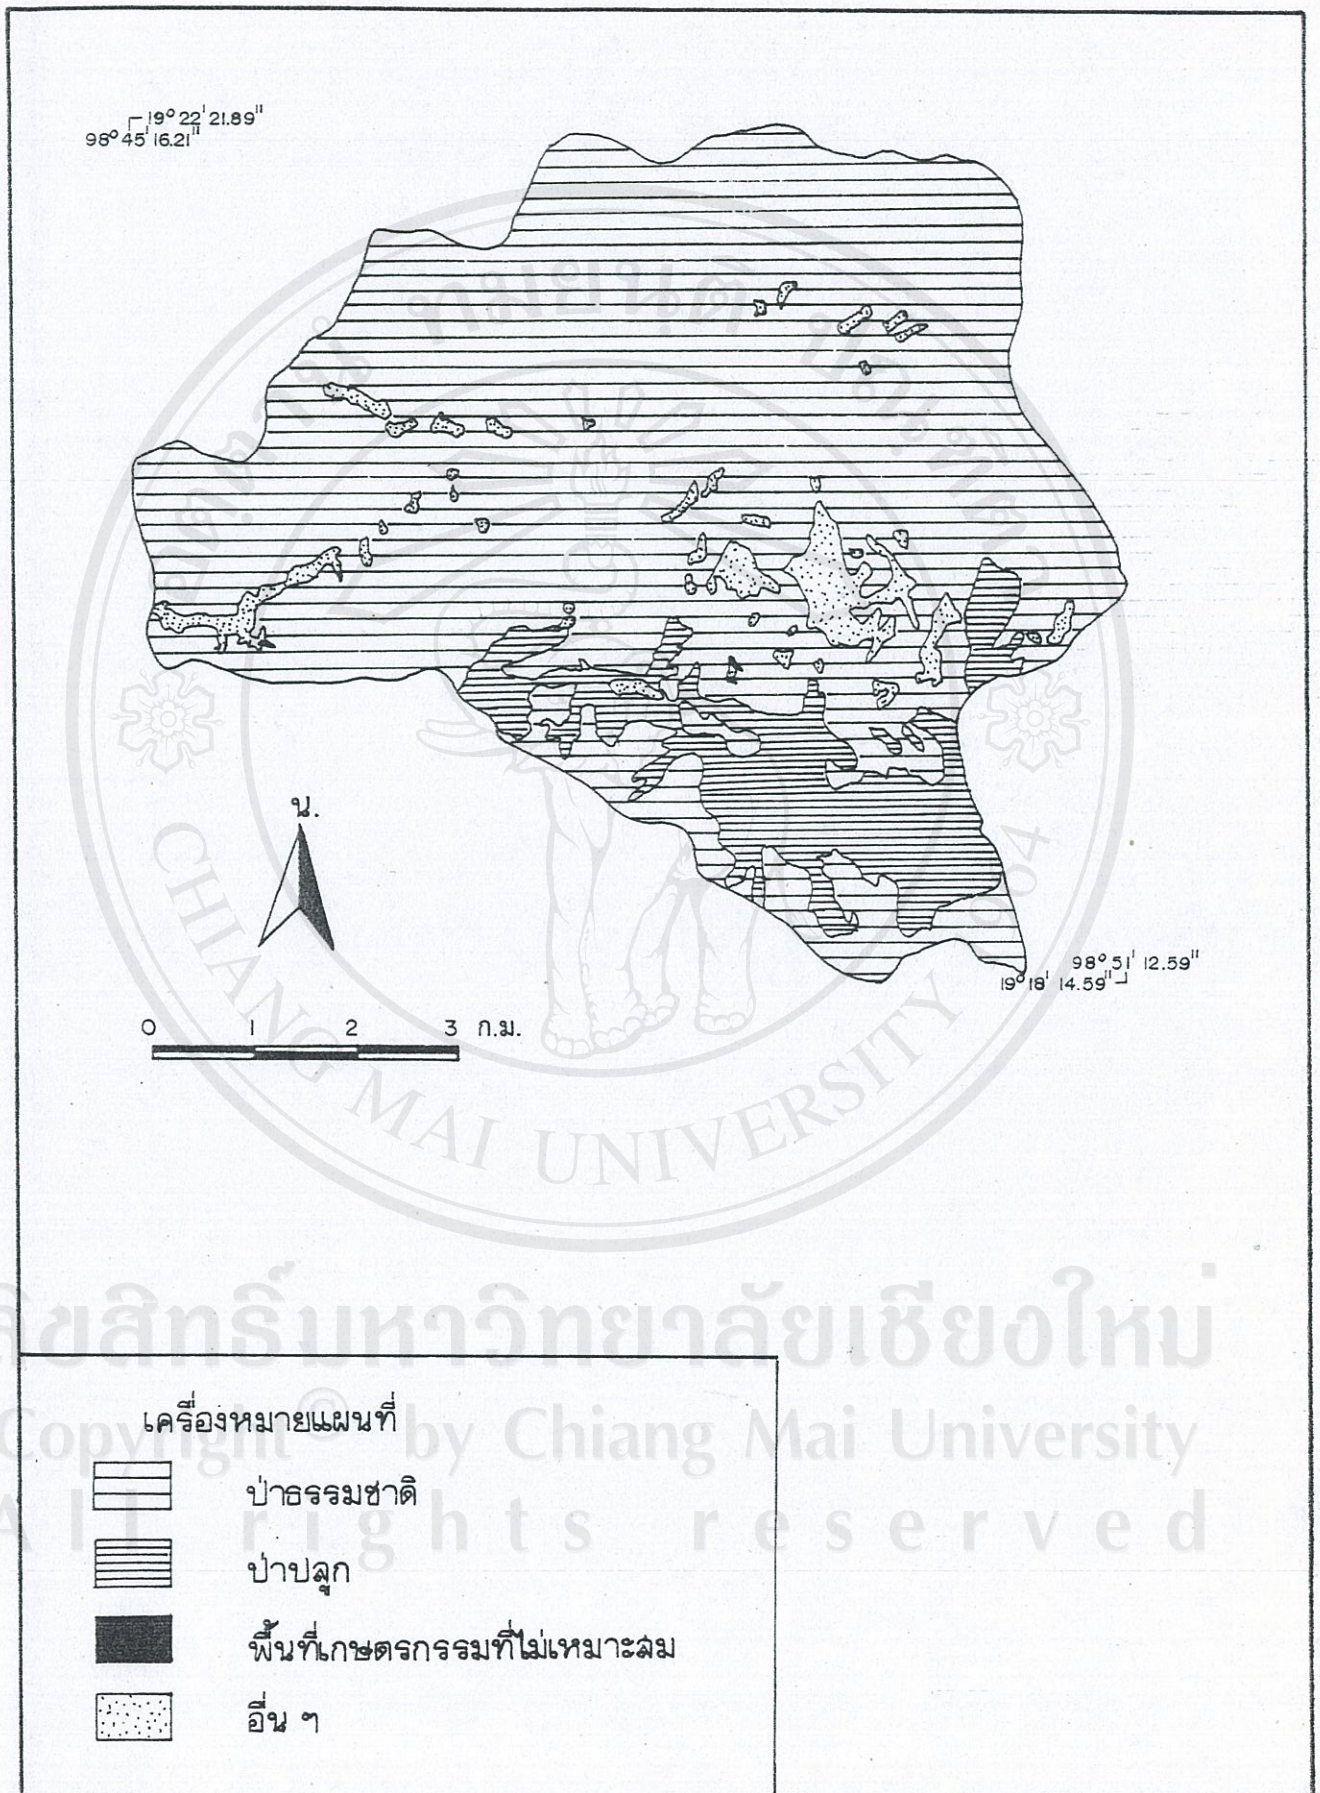 19° 22' 21.89"
98° 45' 16.21"
น.
98° 51' 12.59"
19° 18' 14.59"
0 1 2 3 ก.ม.
CHIANG MAI UNIVERSITY 1964
ลิขสิทธิ์มหาวิทยาลัยเชียงใหม่
เครื่องหมายแผนที่
Copyright © by Chiang Mai University
ป่าธรรมชาติ
All rights reserved
ป่าปลูก
พื้นที่เกษตรกรรมที่ไม่เหมาะสม
อื่น ๆ